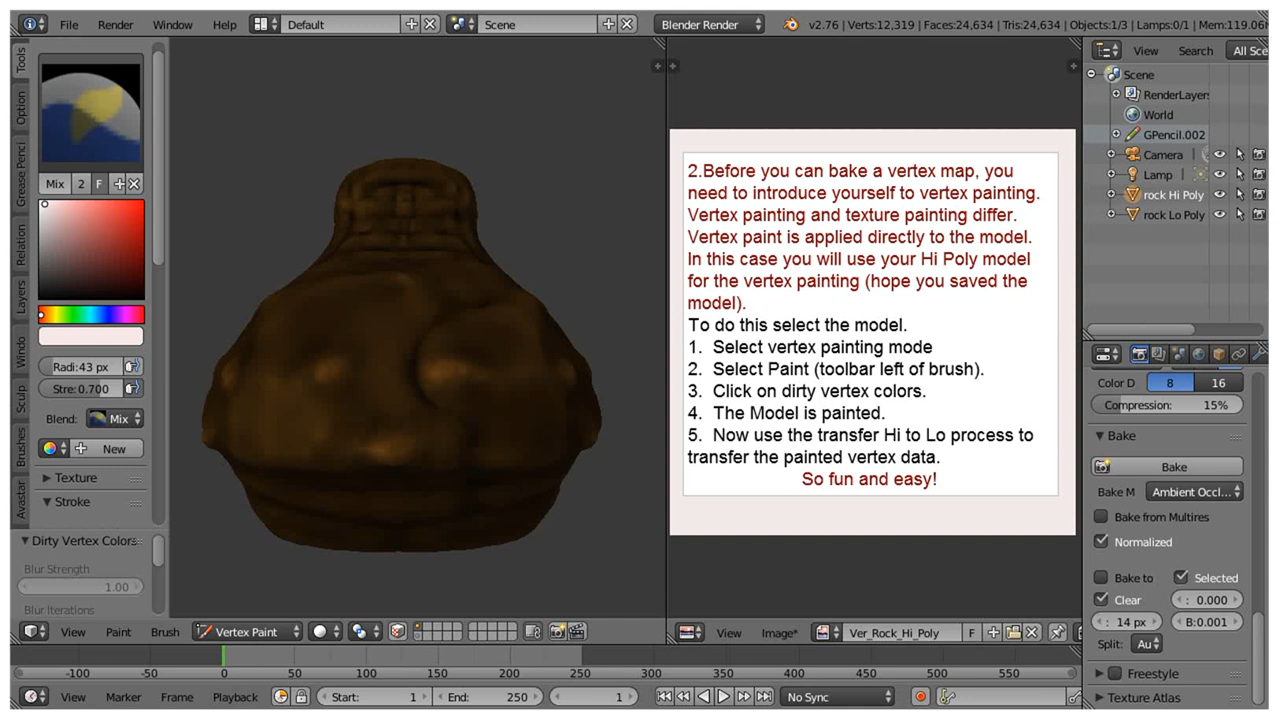 File Render Window Help Default Scene Blender Render v2.76 | Verts:12,319 | Faces:24,634 | Tris:24,634 | Objects:1/3 | Lamps:0/1 | Mem:119.06
Tools
Option
Grease Penci
Relation
Layers
Windo
Sculp
Brushes
Avastar
Mix 2 F
Radi:43 px
Stre: 0.700
Blend: Mix
New
Texture
Stroke
Dirty Vertex Colors
Blur Strength
1.00
Blur Iterations
2.Before you can bake a vertex map, you
need to introduce yourself to vertex painting.
Vertex painting and texture painting differ.
Vertex paint is applied directly to the model.
In this case you will use your Hi Poly model
for the vertex painting (hope you saved the
model).
To do this select the model.
1. Select vertex painting mode
2. Select Paint (toolbar left of brush).
3. Click on dirty vertex colors.
4. The Model is painted.
5. Now use the transfer Hi to Lo process to
transfer the painted vertex data.
So fun and easy!
View Search All Sce
Scene
RenderLayer
World
GPencil.002
Camera
Lamp
rock Hi Poly
rock Lo Poly
Color D 8 16
Compression: 15%
Bake
Bake
Bake M Ambient Occl...
Bake from Multires
Normalized
Bake to Selected
Clear : 0.000
: 14 px B:0.001
Split: Au
Freestyle
Texture Atlas
View Paint Brush Vertex Paint
View Image* Ver_Rock_Hi_Poly F
-100 -50 0 50 100 150 200 250 300 350 400 450 500 550
View Marker Frame Playback Start: 1 End: 250 1 No Sync